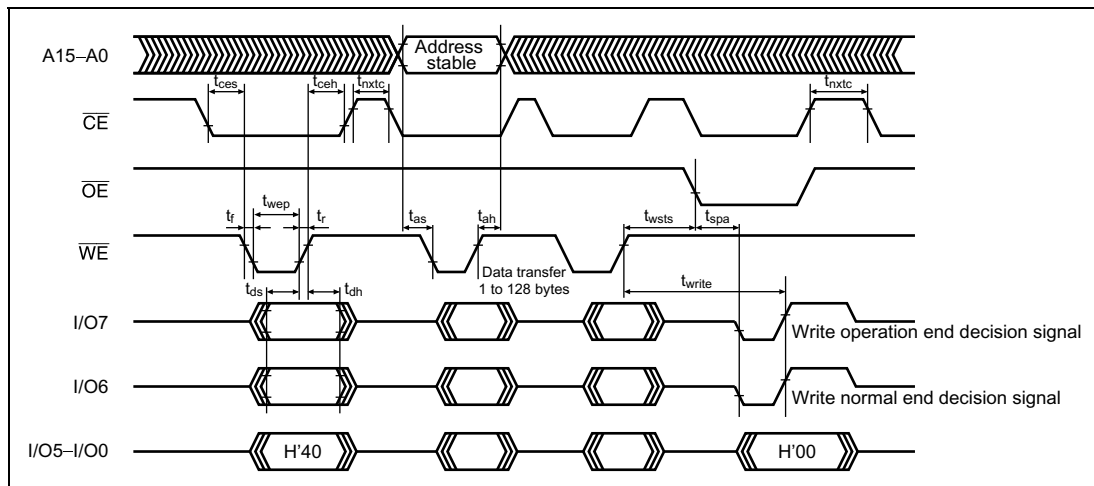 A15–A0
Address
stable
tces
tceh
tnxtc
tnxtc
CE
OE
twep
tf
tr
tas
tah
twsts
tspa
WE
Data transfer
1 to 128 bytes
twrite
tds
tdh
I/O7
Write operation end decision signal
I/O6
Write normal end decision signal
I/O5–I/O0
H'40
H'00